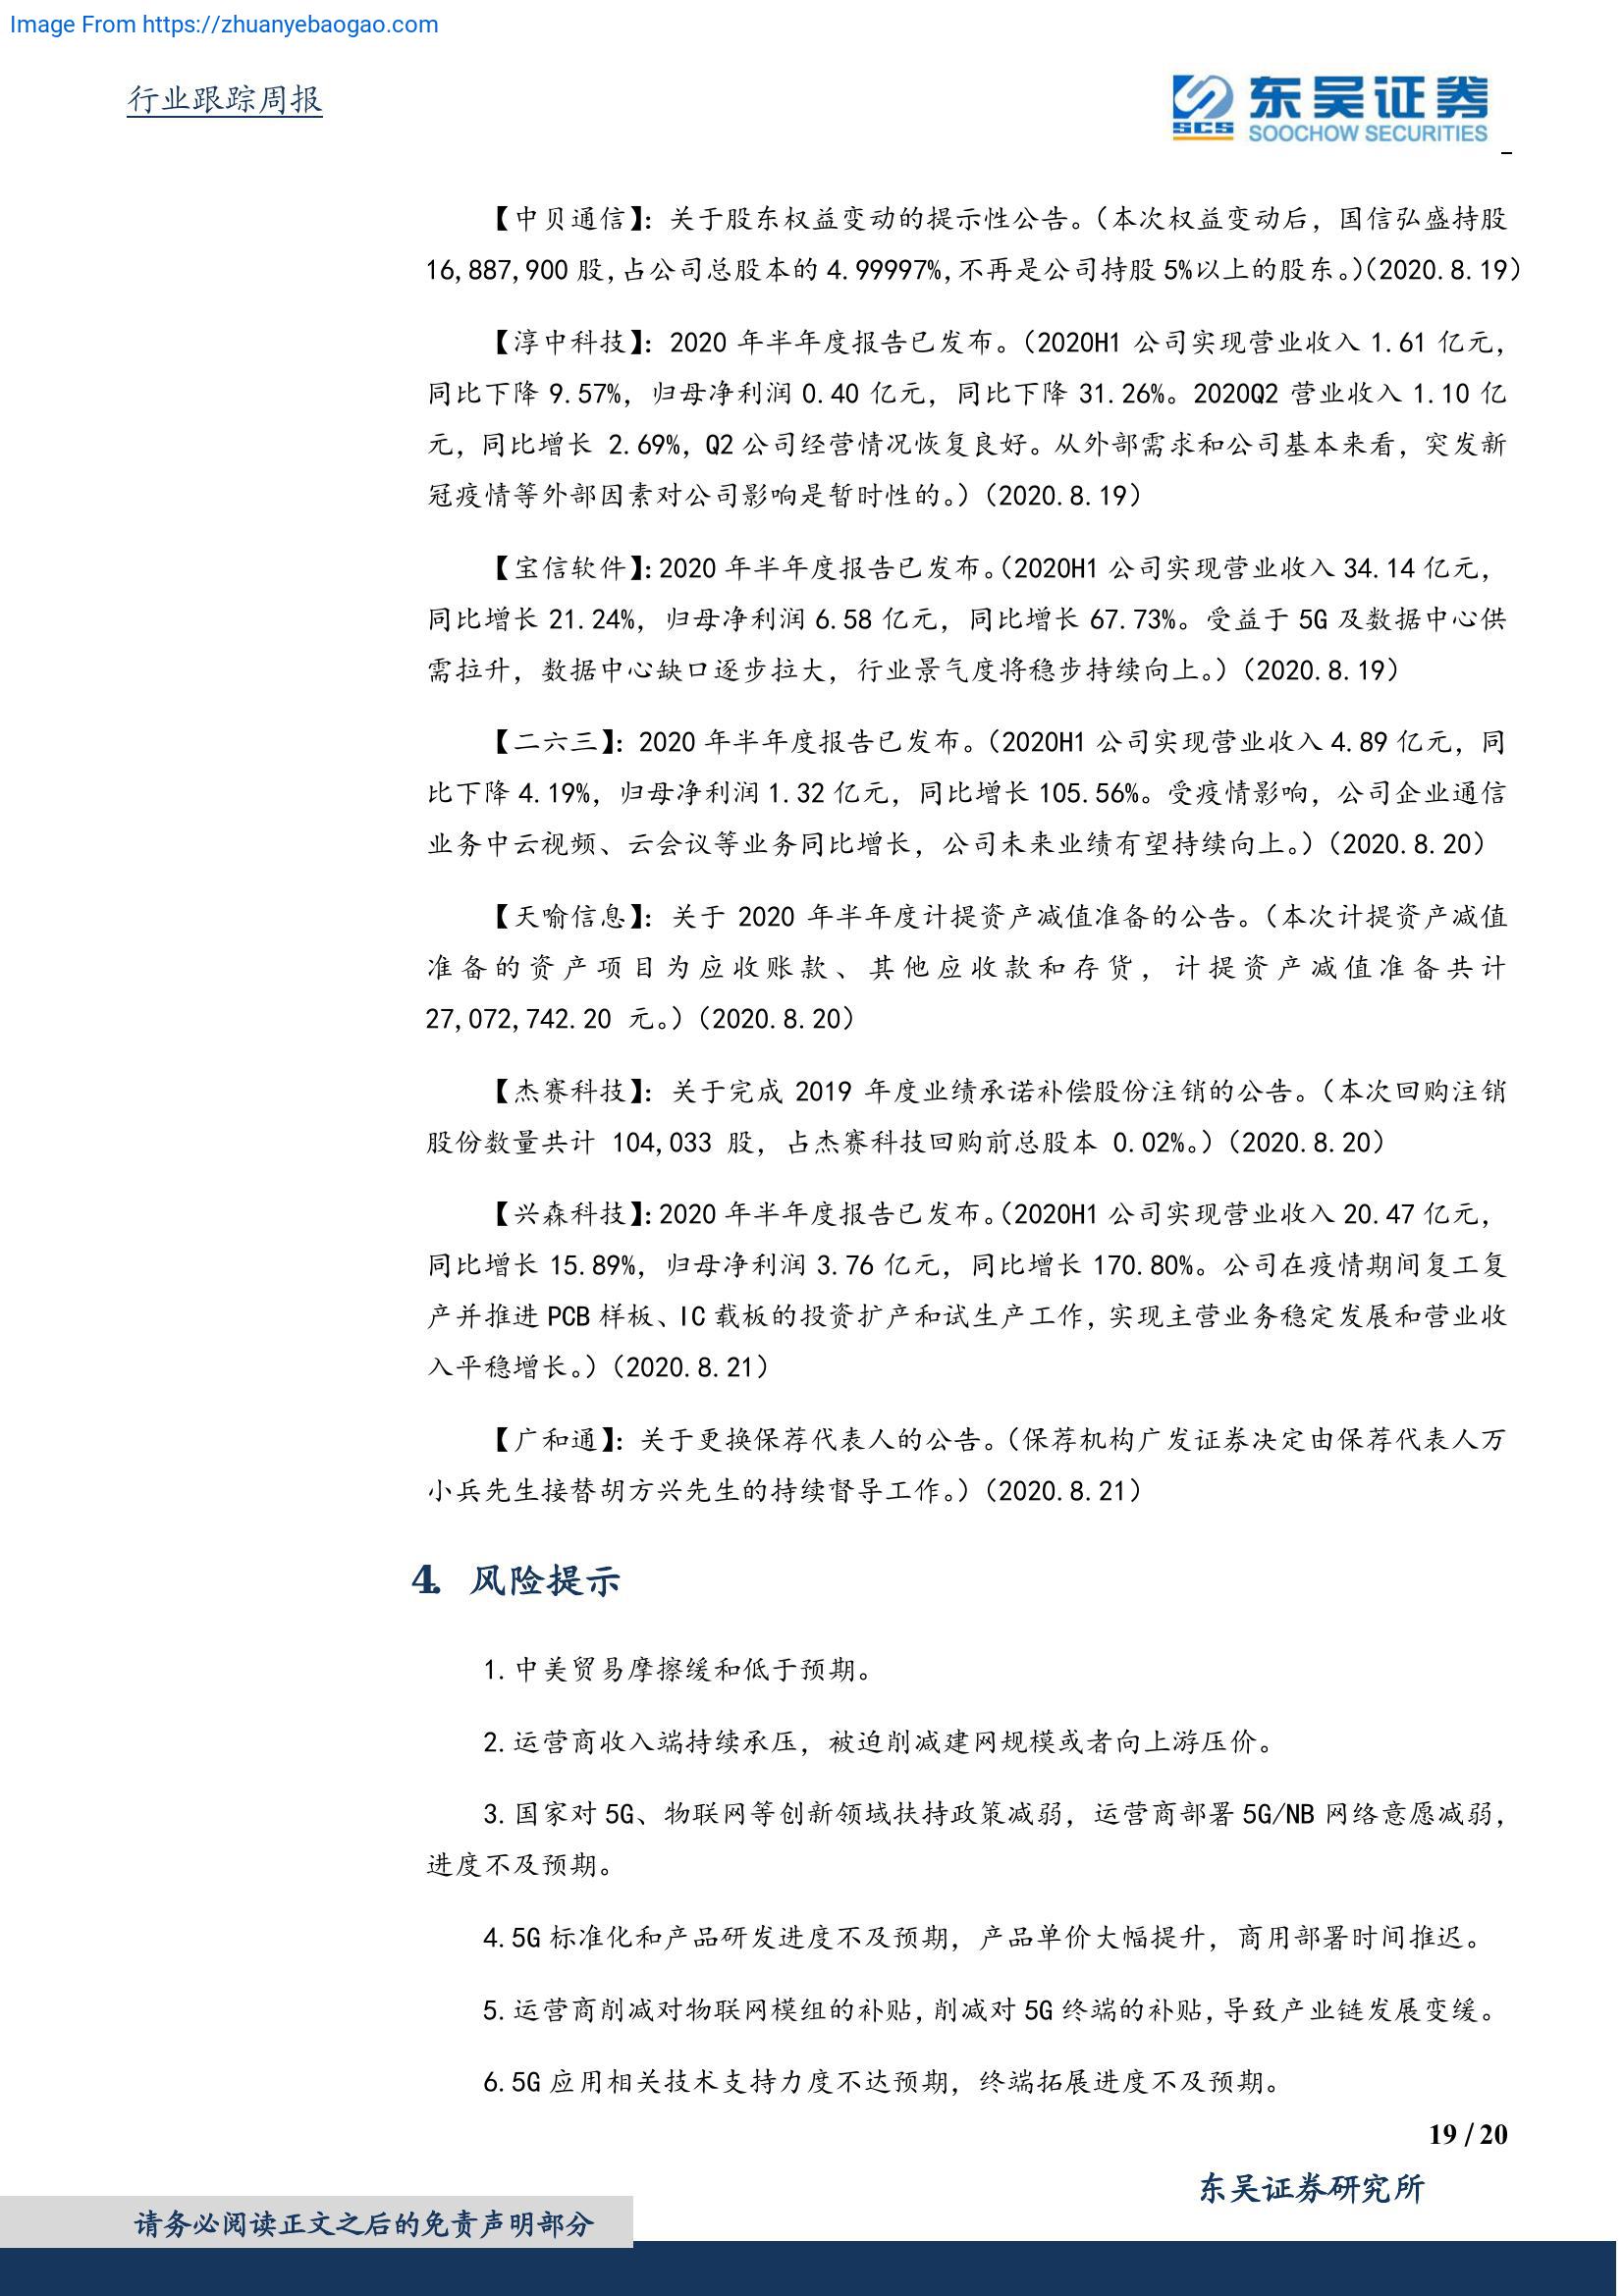 Image From https://zhuanyebaogao.com
行业跟踪周报
SCS 东吴证券
SOOCHOW SECURITIES
【中贝通信】：关于股东权益变动的提示性公告。（本次权益变动后，国信弘盛持股
16,887,900 股，占公司总股本的 4.99997%，不再是公司持股 5%以上的股东。）（2020.8.19）
【淳中科技】：2020 年半年度报告已发布。（2020H1 公司实现营业收入 1.61 亿元，
同比下降 9.57%，归母净利润 0.40 亿元，同比下降 31.26%。2020Q2 营业收入 1.10 亿
元，同比增长 2.69%，Q2 公司经营情况恢复良好。从外部需求和公司基本来看，突发新
冠疫情等外部因素对公司影响是暂时性的。）（2020.8.19）
【宝信软件】：2020 年半年度报告已发布。（2020H1 公司实现营业收入 34.14 亿元，
同比增长 21.24%，归母净利润 6.58 亿元，同比增长 67.73%。受益于 5G 及数据中心供
需拉升，数据中心缺口逐步拉大，行业景气度将稳步持续向上。）（2020.8.19）
【二六三】：2020 年半年度报告已发布。（2020H1 公司实现营业收入 4.89 亿元，同
比下降 4.19%，归母净利润 1.32 亿元，同比增长 105.56%。受疫情影响，公司企业通信
业务中云视频、云会议等业务同比增长，公司未来业绩有望持续向上。）（2020.8.20）
【天喻信息】：关于 2020 年半年度计提资产减值准备的公告。（本次计提资产减值
准备的资产项目为应收账款、其他应收款和存货，计提资产减值准备共计
27,072,742.20 元。）（2020.8.20）
【杰赛科技】：关于完成 2019 年度业绩承诺补偿股份注销的公告。（本次回购注销
股份数量共计 104,033 股，占杰赛科技回购前总股本 0.02%。）（2020.8.20）
【兴森科技】：2020 年半年度报告已发布。（2020H1 公司实现营业收入 20.47 亿元，
同比增长 15.89%，归母净利润 3.76 亿元，同比增长 170.80%。公司在疫情期间复工复
产并推进 PCB 样板、IC 载板的投资扩产和试生产工作，实现主营业务稳定发展和营业收
入平稳增长。）（2020.8.21）
【广和通】：关于更换保荐代表人的公告。（保荐机构广发证券决定由保荐代表人万
小兵先生接替胡方兴先生的持续督导工作。）（2020.8.21）
4. 风险提示
1.中美贸易摩擦缓和低于预期。
2.运营商收入端持续承压，被迫削减建网规模或者向上游压价。
3.国家对 5G、物联网等创新领域扶持政策减弱，运营商部署 5G/NB 网络意愿减弱，
进度不及预期。
4.5G 标准化和产品研发进度不及预期，产品单价大幅提升，商用部署时间推迟。
5.运营商削减对物联网模组的补贴，削减对 5G 终端的补贴，导致产业链发展变缓。
6.5G 应用相关技术支持力度不达预期，终端拓展进度不及预期。
19 / 20
东吴证券研究所
请务必阅读正文之后的免责声明部分